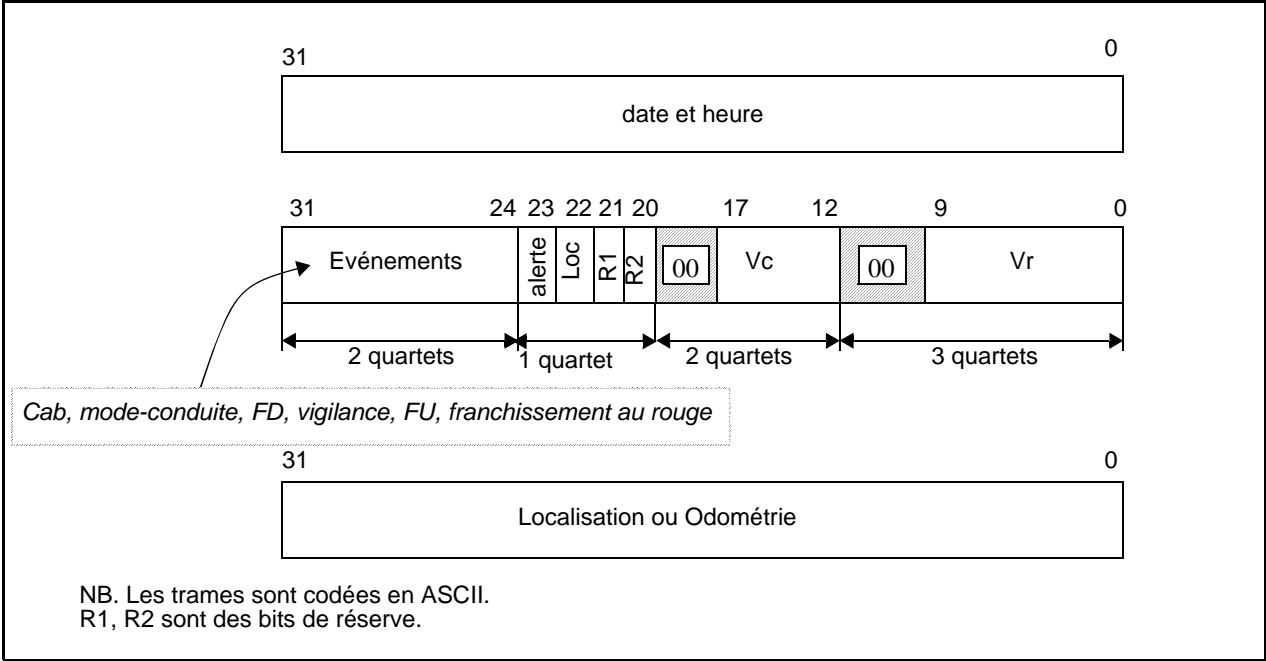 31 0
date et heure
31 24 23 22 21 20 17 12 9 0
Evénements alerte Loc R1 R2 00 Vc 00 Vr
2 quartets 1 quartet 2 quartets 3 quartets
Cab, mode-conduite, FD, vigilance, FU, franchissement au rouge
31 0
Localisation ou Odométrie
NB. Les trames sont codées en ASCII.
R1, R2 sont des bits de réserve.